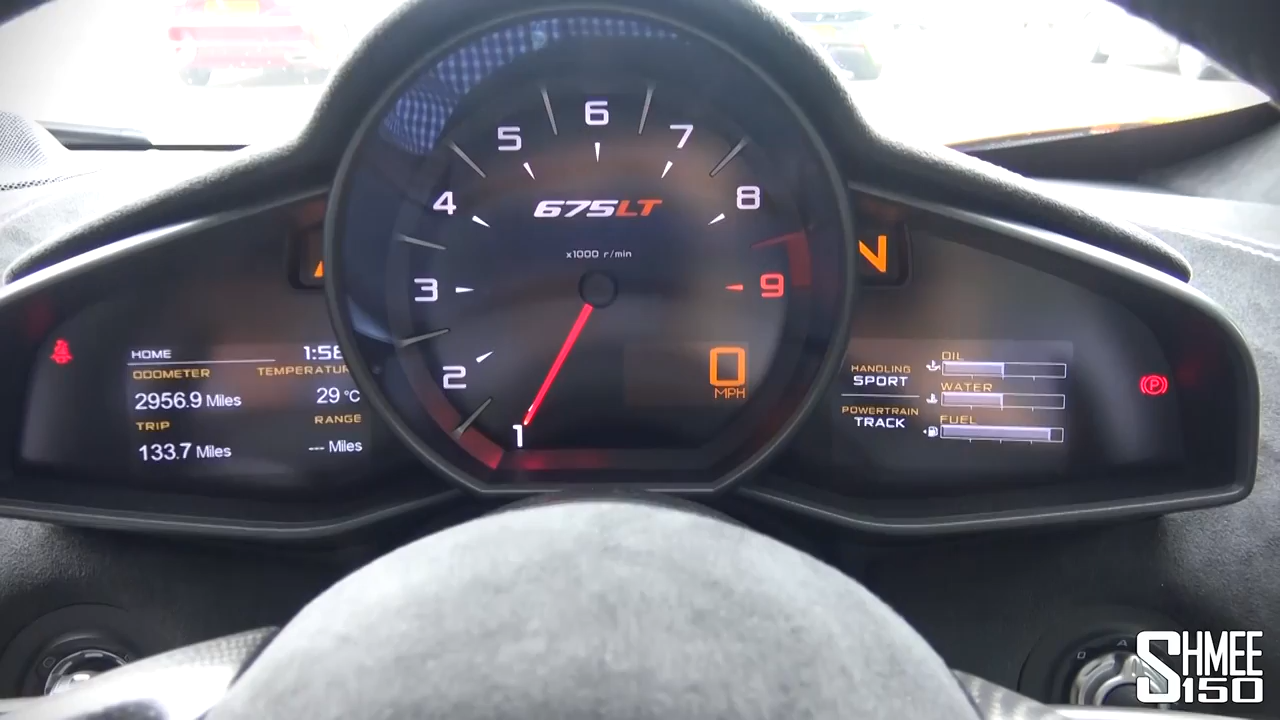 5 6 7
4 8
675LT
x1000 r/min
3 9
2
1
0
MPH
N
HOME
ODOMETER TEMPERATUR
2956.9 Miles 29 °C
TRIP RANGE
133.7 Miles --- Miles
HANDLING
SPORT
POWERTRAIN
TRACK
OIL
WATER
FUEL
P
D A
SHMEE
150